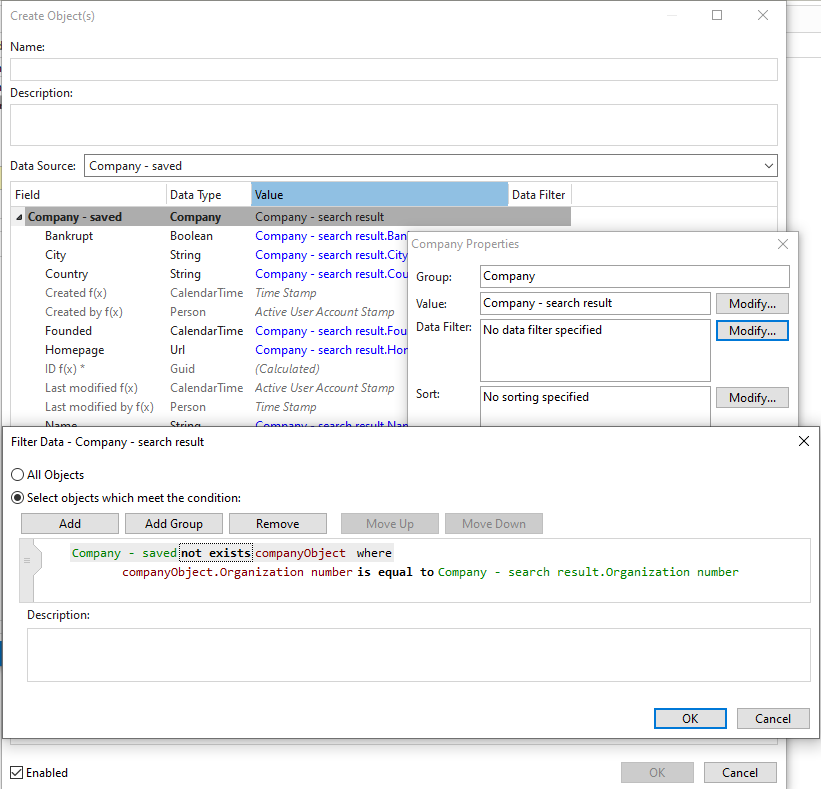 Create Object(s)
Name:
Description:
Data Source: Company - saved
Field Data Type Value Data Filter
Company - saved Company Company - search result
Bankrupt Boolean Company - search result.Ban
City String Company - search result.City
Country String Company - search result.Cou
Created f(x) CalendarTime Time Stamp
Created by f(x) Person Active User Account Stamp
Founded CalendarTime Company - search result.Fou
Homepage Url Company - search result.Hor
ID f(x) * Guid (Calculated)
Last modified f(x) CalendarTime Active User Account Stamp
Last modified by f(x) Person Time Stamp
Name String Company - search result.Nan
Company Properties
Group: Company
Value: Company - search result Modify...
Data Filter: No data filter specified Modify...
Sort: No sorting specified Modify...
Filter Data - Company - search result
All Objects
Select objects which meet the condition:
Add Add Group Remove Move Up Move Down
Company - saved not exists companyObject where
companyObject.Organization number is equal to Company - search result.Organization number
Description:
OK Cancel
Enabled OK Cancel